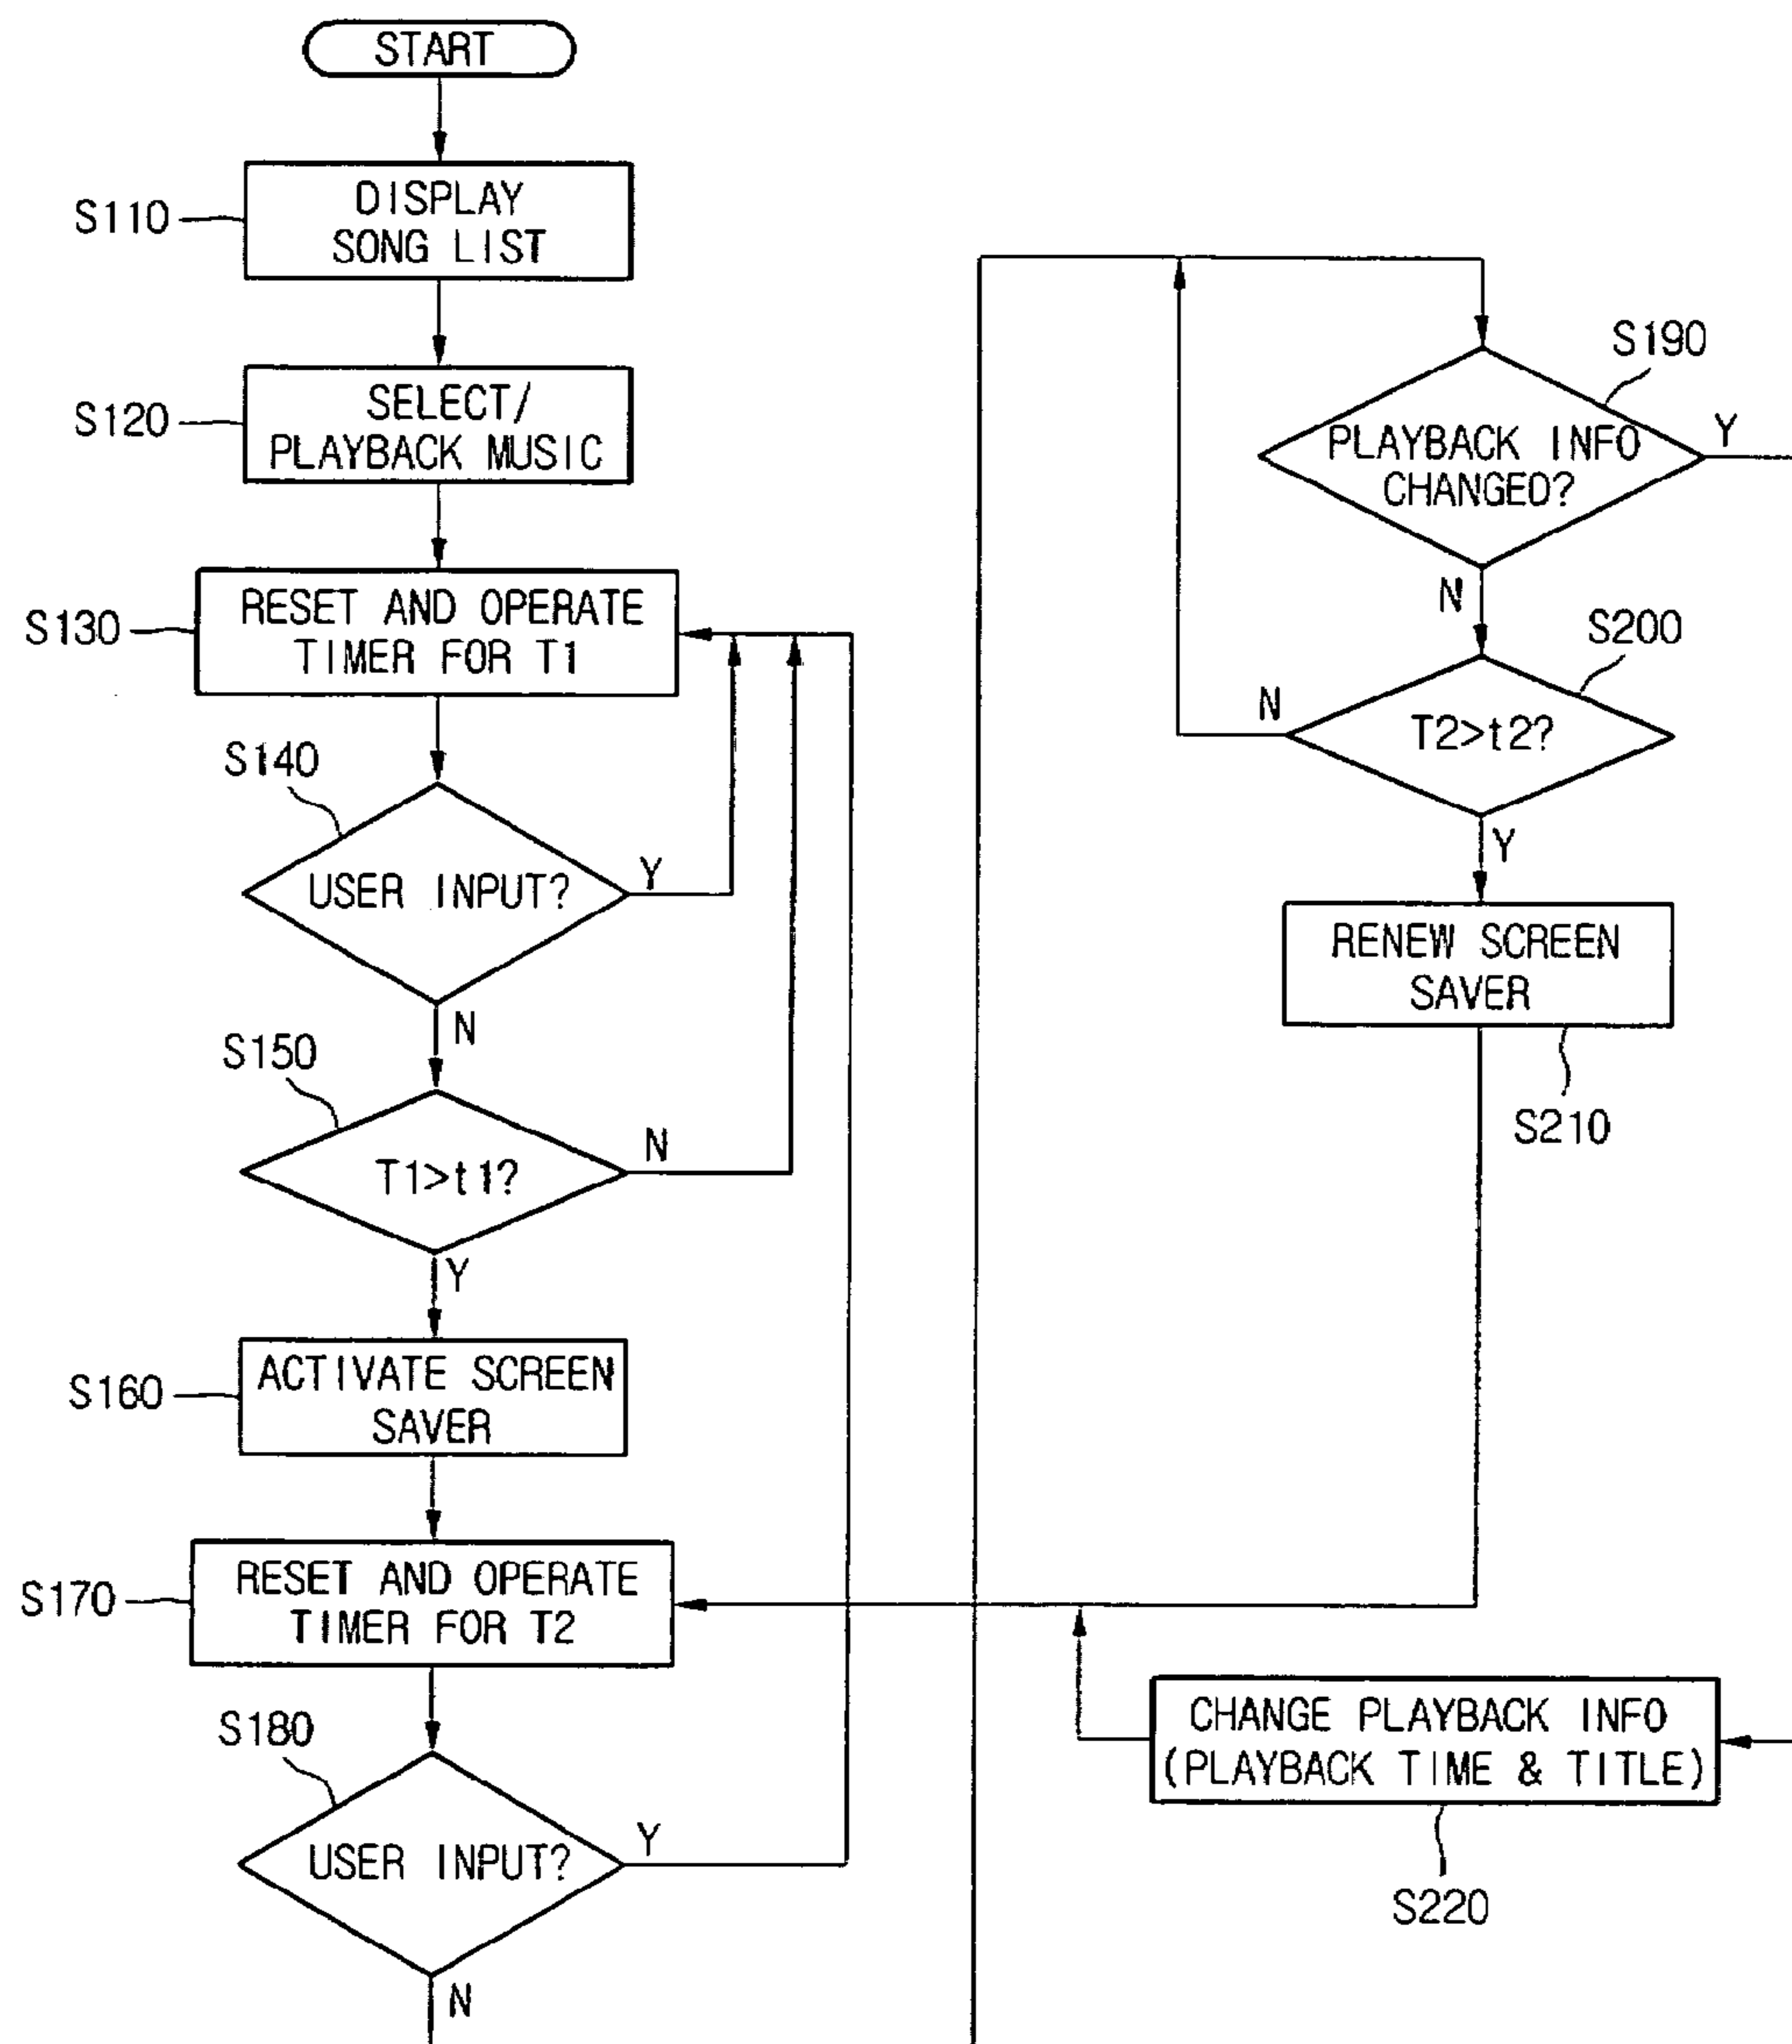 START
S110
DISPLAY
SONG LIST
S120
SELECT/
PLAYBACK MUSIC
S130
RESET AND OPERATE
TIMER FOR T1
S140
USER INPUT?
Y
N
S150
T1>t1?
N
Y
S160
ACTIVATE SCREEN
SAVER
S170
RESET AND OPERATE
TIMER FOR T2
S180
USER INPUT?
Y
N
S190
PLAYBACK INFO
CHANGED?
Y
N
S200
T2>t2?
N
Y
RENEW SCREEN
SAVER
S210
CHANGE PLAYBACK INFO
(PLAYBACK TIME & TITLE)
S220